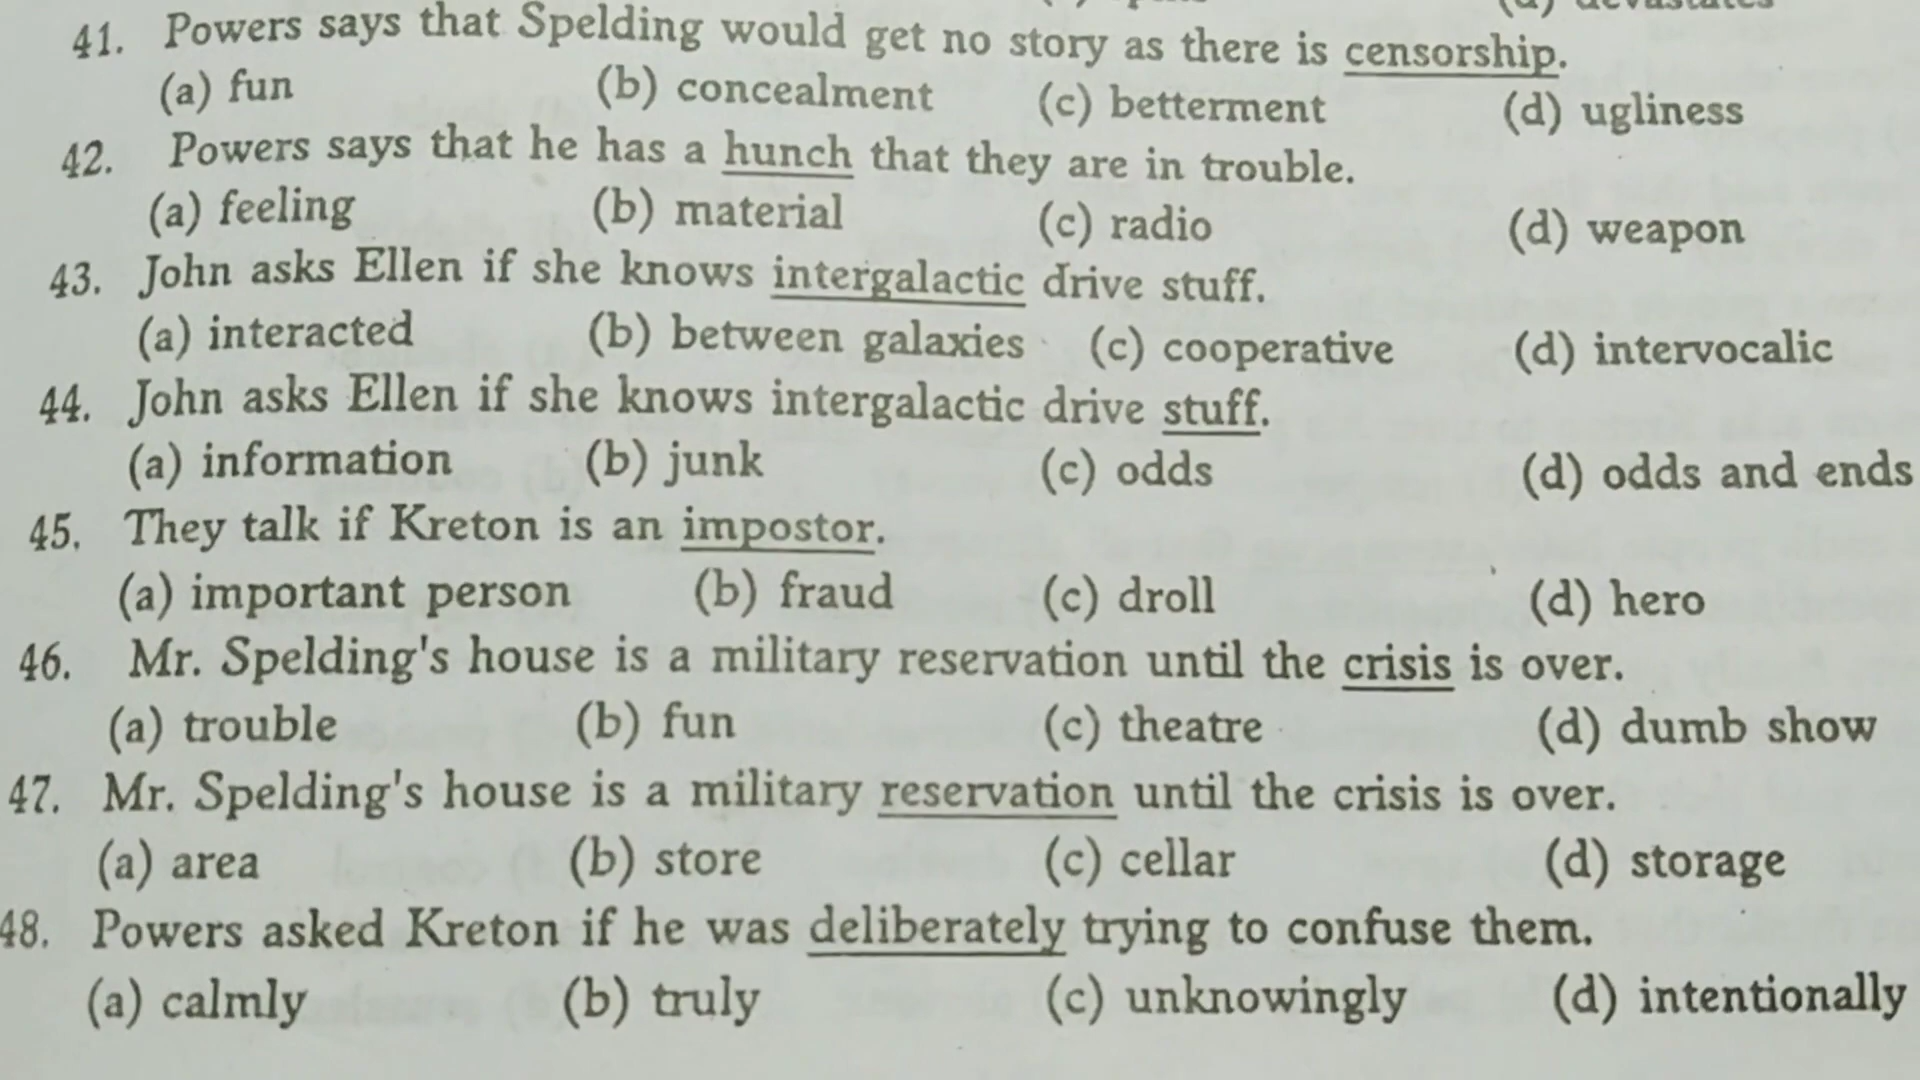 (d) devastates
41. Powers says that Spelding would get no story as there is censorship.
(a) fun (b) concealment (c) betterment (d) ugliness
42. Powers says that he has a hunch that they are in trouble.
(a) feeling (b) material (c) radio (d) weapon
43. John asks Ellen if she knows intergalactic drive stuff.
(a) interacted (b) between galaxies (c) cooperative (d) intervocalic
44. John asks Ellen if she knows intergalactic drive stuff.
(a) information (b) junk (c) odds (d) odds and ends
45. They talk if Kreton is an impostor.
(a) important person (b) fraud (c) droll (d) hero
46. Mr. Spelding's house is a military reservation until the crisis is over.
(a) trouble (b) fun (c) theatre (d) dumb show
47. Mr. Spelding's house is a military reservation until the crisis is over.
(a) area (b) store (c) cellar (d) storage
48. Powers asked Kreton if he was deliberately trying to confuse them.
(a) calmly (b) truly (c) unknowingly (d) intentionally